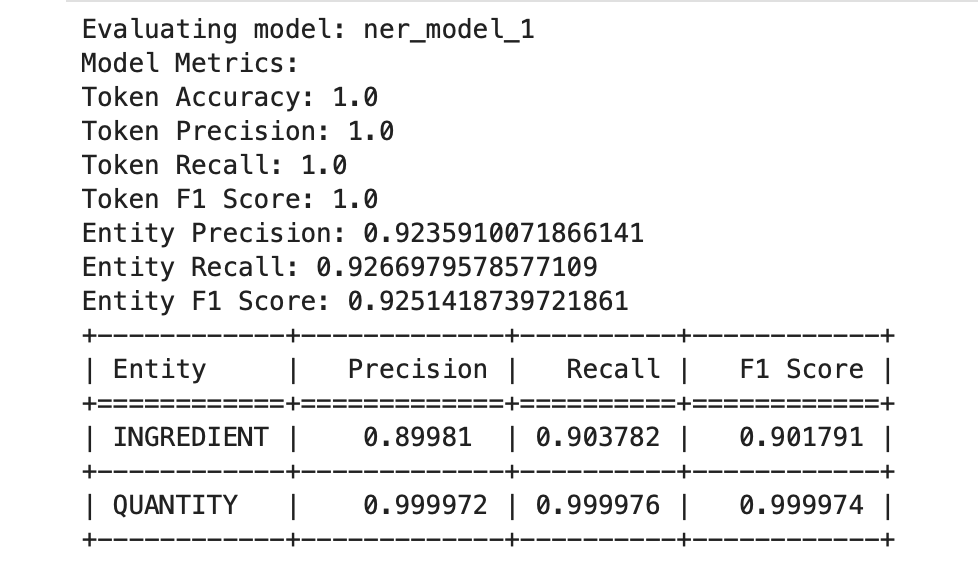 Evaluating model: ner_model_1
Model Metrics:
Token Accuracy: 1.0
Token Precision: 1.0
Token Recall: 1.0
Token F1 Score: 1.0
Entity Precision: 0.9235910071866141
Entity Recall: 0.9266979578577109
Entity F1 Score: 0.9251418739721861
+------------+-------------+----------+------------+
| Entity     |   Precision |   Recall |   F1 Score |
+============+=============+==========+============+
| INGREDIENT |    0.89981  | 0.903782 |   0.901791 |
+------------+-------------+----------+------------+
| QUANTITY   |    0.999972 | 0.999976 |   0.999974 |
+------------+-------------+----------+------------+